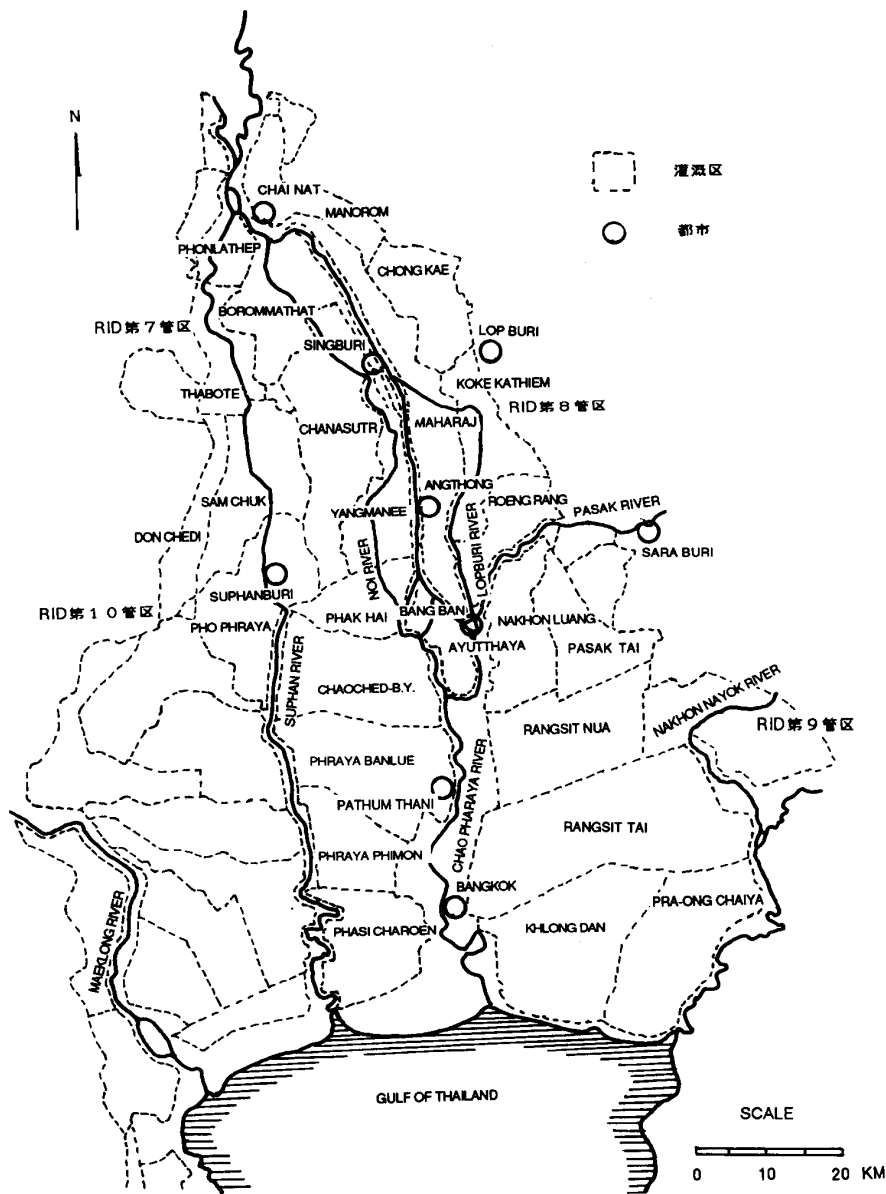 N
灌漑区
都市
CHAI NAT
MANOROM
PHONLATHEP
CHONG KAE
BOROMMATHAT
RID第7管区
SINGBURI
LOP BURI
KOKE KATHIEM
THABOTE
RID第8管区
CHANASUTR
MAHARAJ
ANGTHONG
SAM CHUK
ROENG RANG
YANGMANEE
PASAK RIVER
DON CHEDI
NOI RIVER
LOPBURI RIVER
SARA BURI
SUPHANBURI
RID第10管区
PHO PHRAYA
PHAK HAI
BANG BAN
NAKHON LUANG
AYUTTHAYA
PASAK TAI
SUPHAN RIVER
CHAOCHED-B.Y.
NAKHON NAYOK RIVER
RANGSIT NUA
RID第9管区
PHRAYA BANLUE
CHAO PHARAYA RIVER
PATHUM THANI
RANGSIT TAI
PHRAYA PHIMON
BANGKOK
PRA-ONG CHAIYA
MAEKLONG RIVER
PHASI CHAROEN
KHLONG DAN
GULF OF THAILAND
SCALE
0 10 20 KM